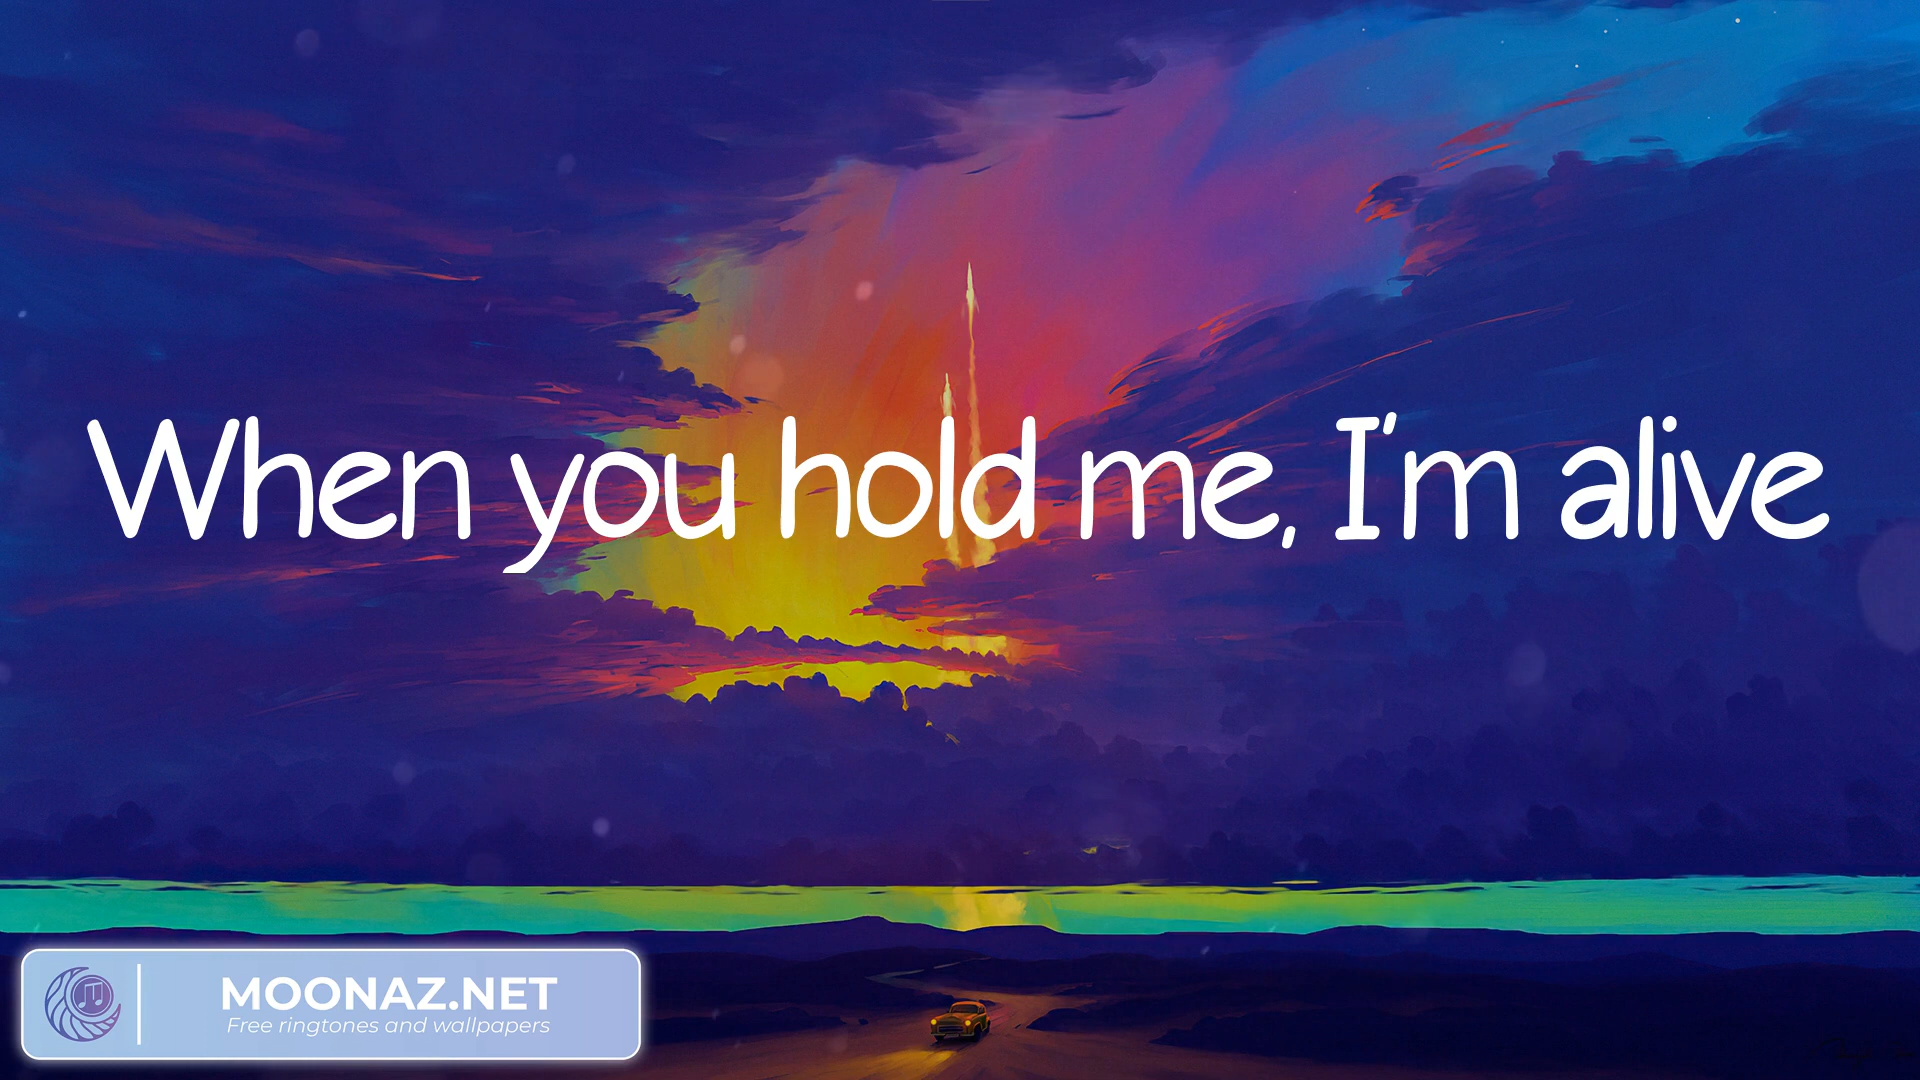 When you hold me, I'm alive
MOONAZ.NET
Free ringtones and wallpapers